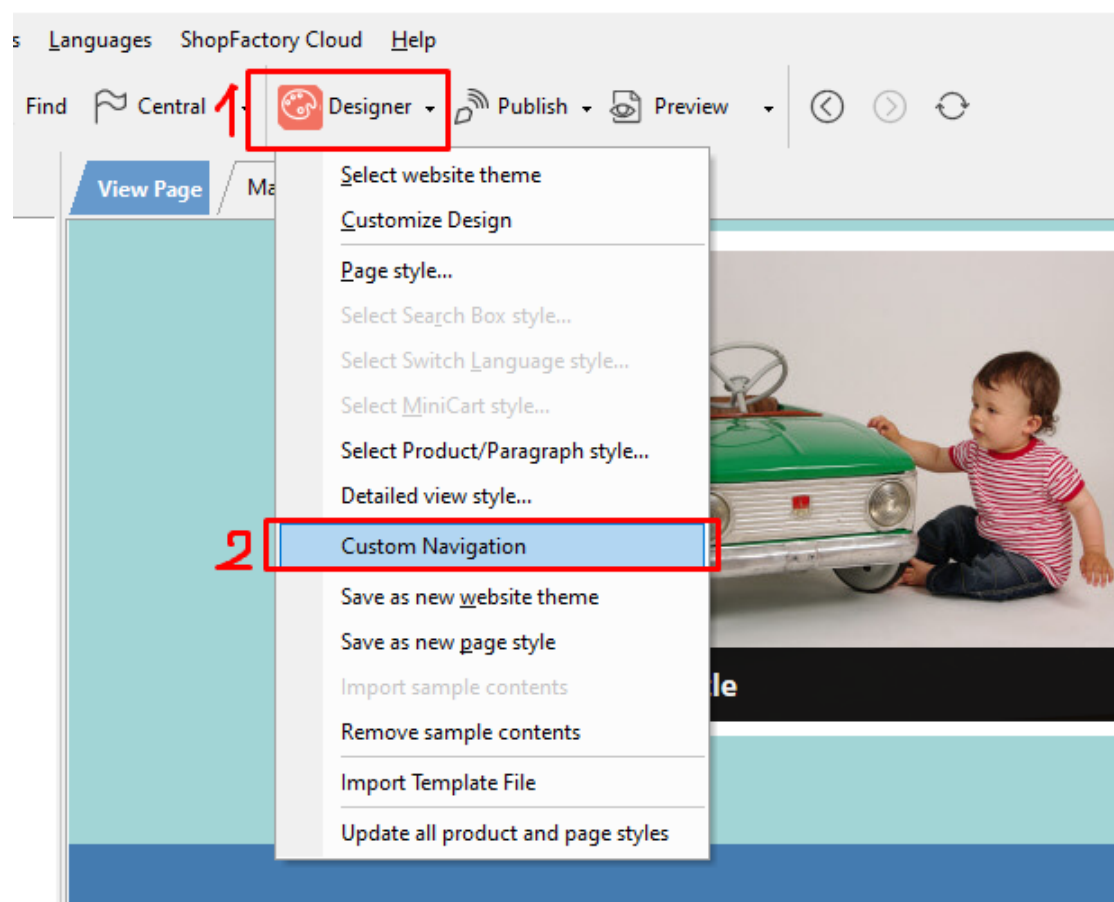 s Languages ShopFactory Cloud Help
Find Central 1 Designer Publish Preview
View Page Ma
Select website theme
Customize Design
Page style...
Select Search Box style...
Select Switch Language style...
Select MiniCart style...
Select Product/Paragraph style...
Detailed view style...
2 Custom Navigation
Save as new website theme
Save as new page style
Import sample contents
tle
Remove sample contents
Import Template File
Update all product and page styles